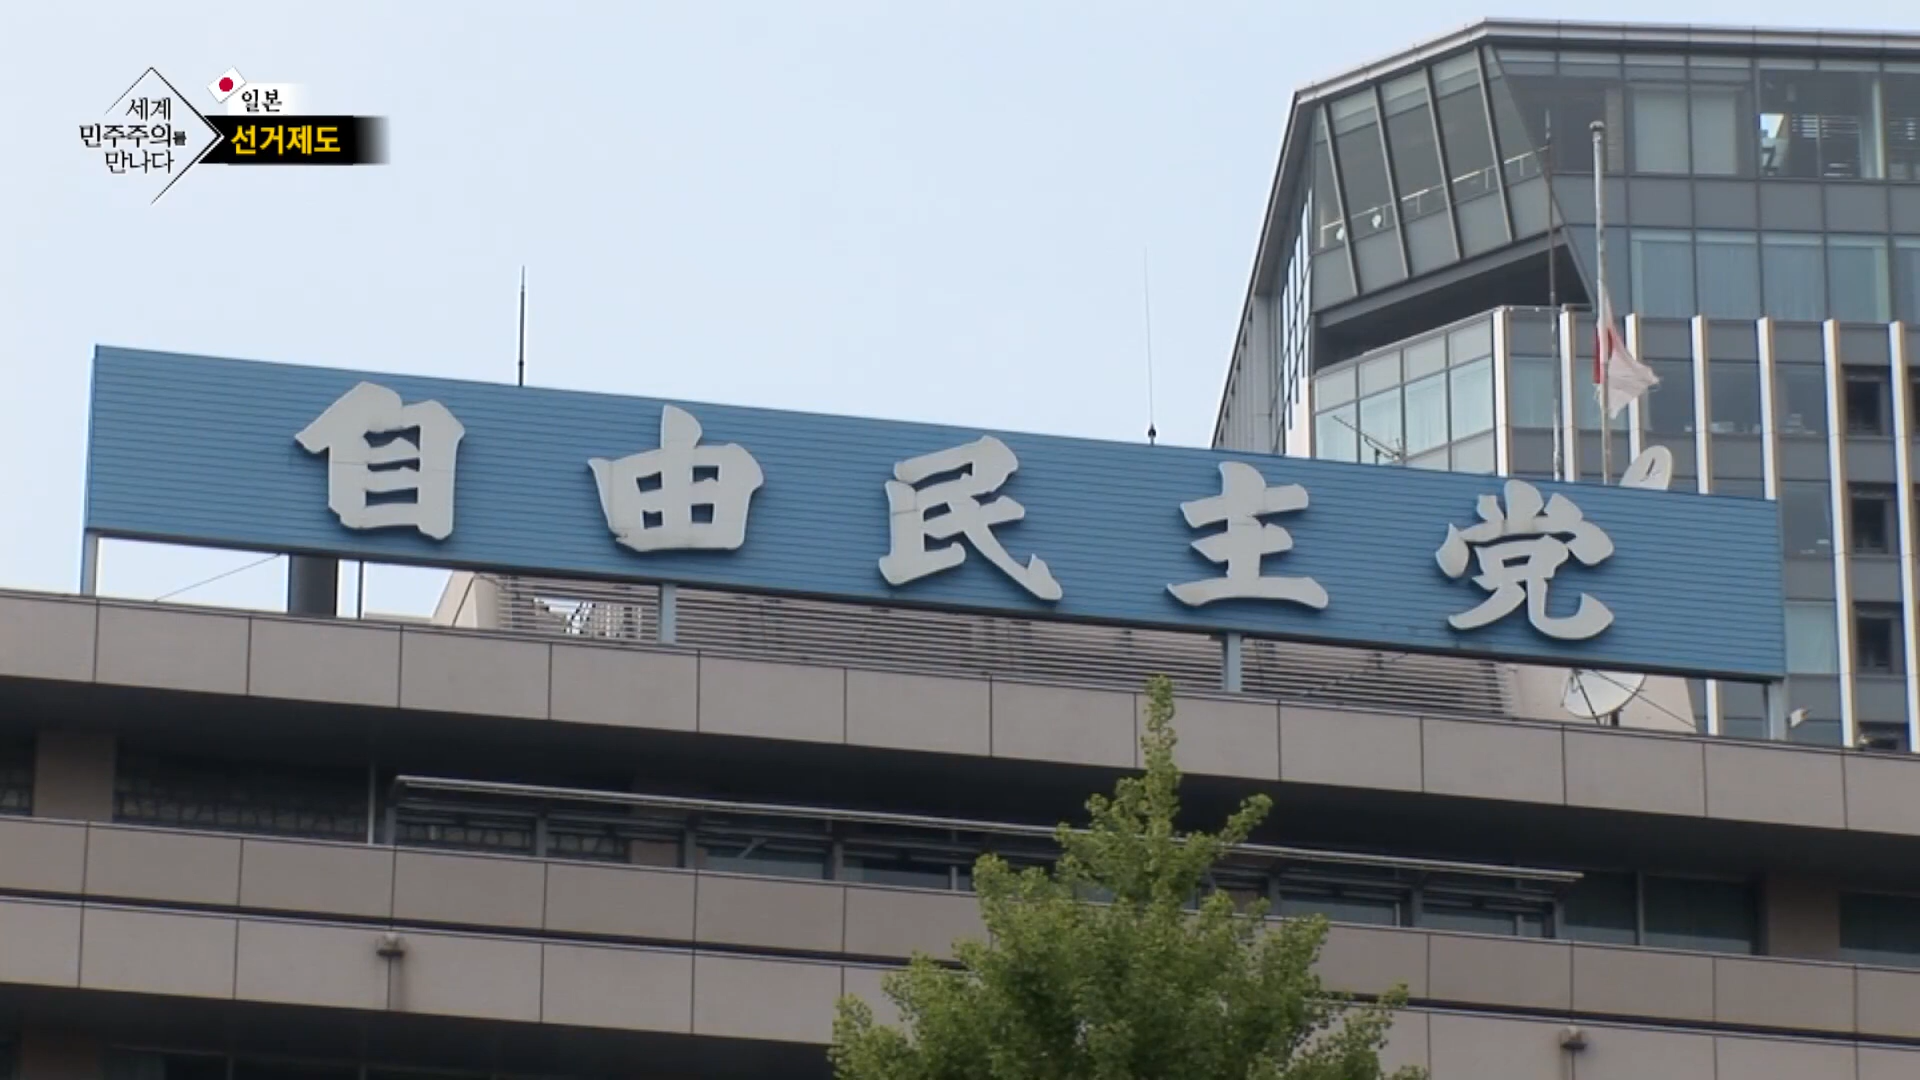 세계
민주주의를
만나다
일본
선거제도
自由民主党